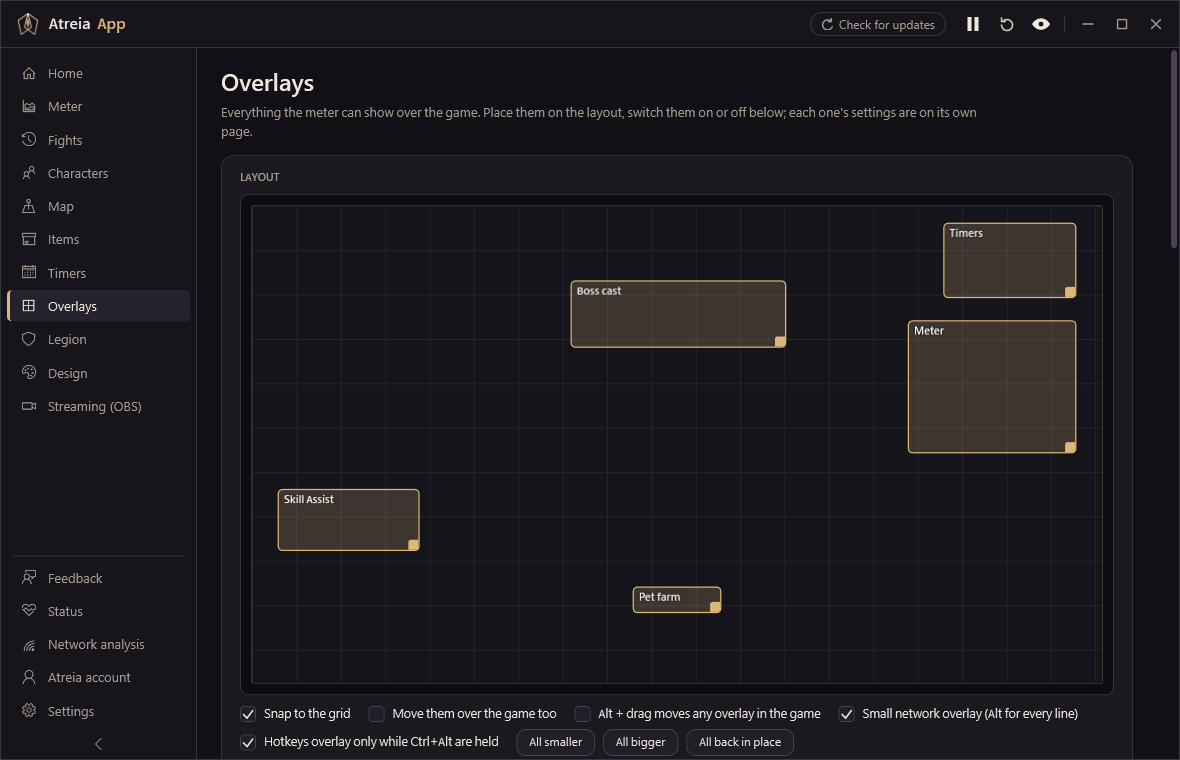 Atreia App
Check for updates
Home
Meter
Fights
Characters
Map
Items
Timers
Overlays
Legion
Design
Streaming (OBS)
Feedback
Status
Network analysis
Atreia account
Settings
Overlays
Everything the meter can show over the game. Place them on the layout, switch them on or off below; each one's settings are on its own
page.
LAYOUT
Timers
Boss cast
Meter
Skill Assist
Pet farm
Snap to the grid
Move them over the game too
Alt + drag moves any overlay in the game
Small network overlay (Alt for every line)
Hotkeys overlay only while Ctrl+Alt are held
All smaller
All bigger
All back in place